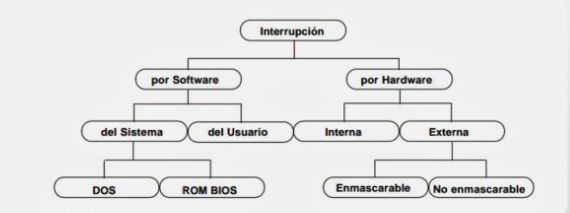 Interrupción
por Software
por Hardware
del Sistema
del Usuario
Interna
Externa
DOS
ROM BIOS
Enmascarable
No enmascarable